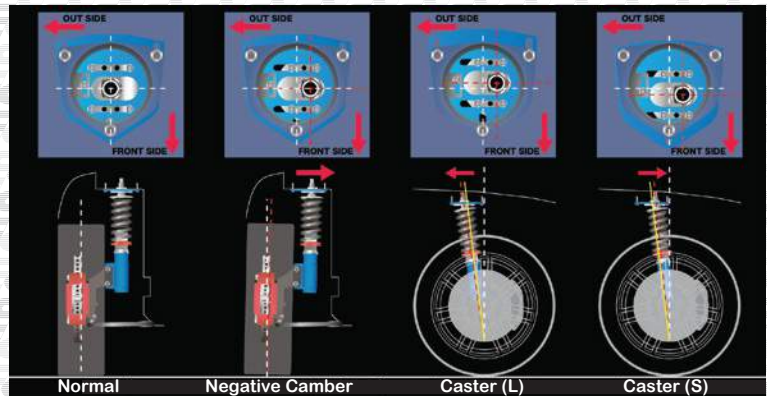 OUT SIDE
FRONT SIDE
OUT SIDE
FRONT SIDE
OUT SIDE
FRONT SIDE
OUT SIDE
FRONT SIDE
Normal
Negative Camber
Caster (L)
Caster (S)